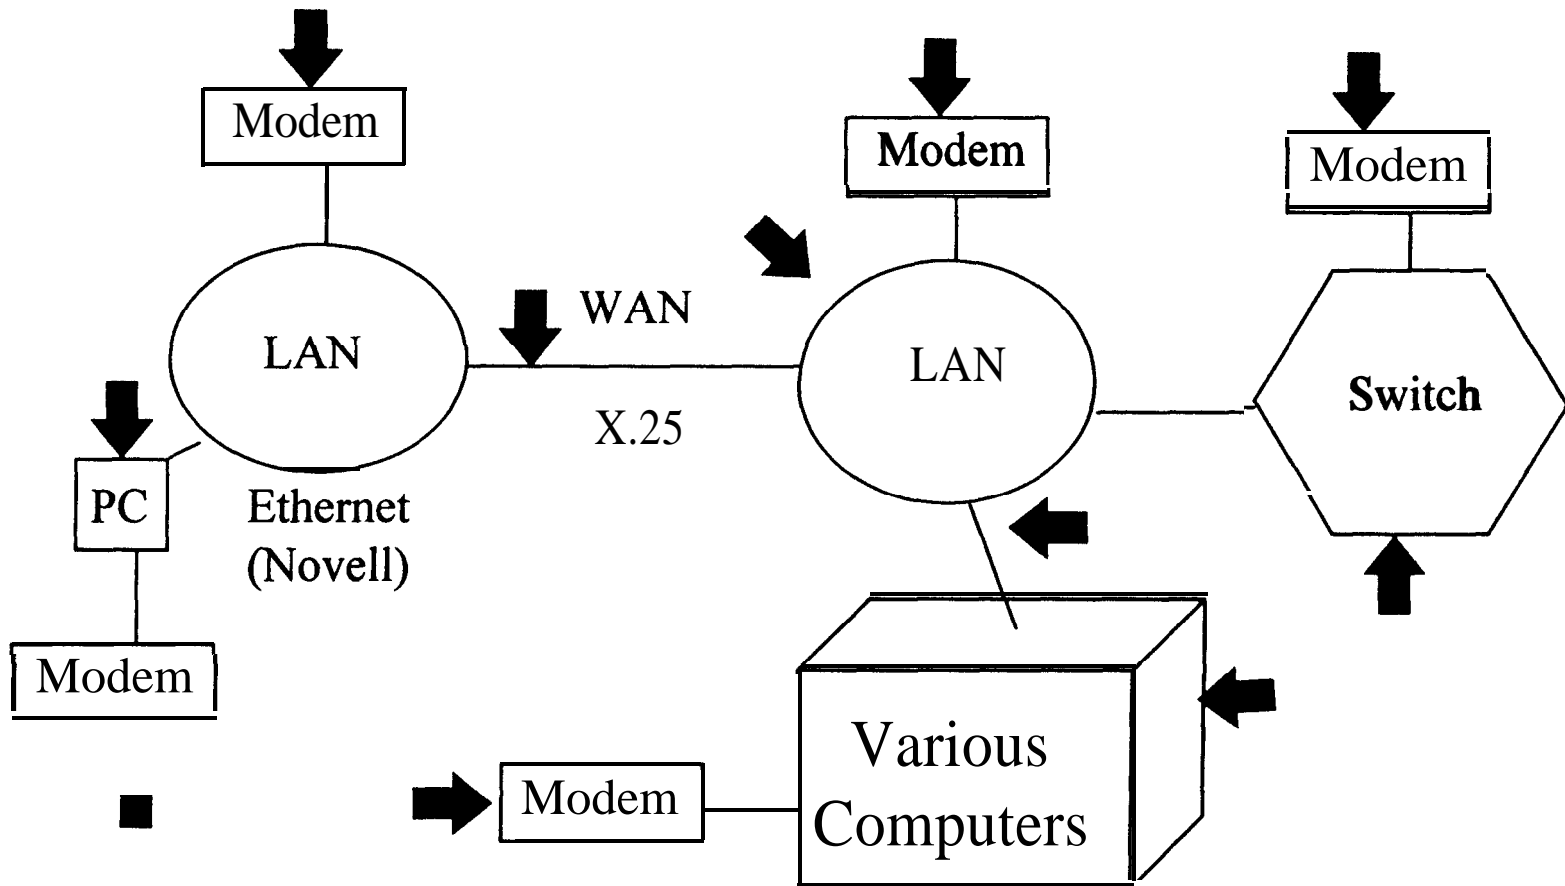 Modem
Modem
Modem
LAN
WAN
LAN
Switch
X.25
PC
Ethernet
(Novell)
Modem
Various
Computers
Modem